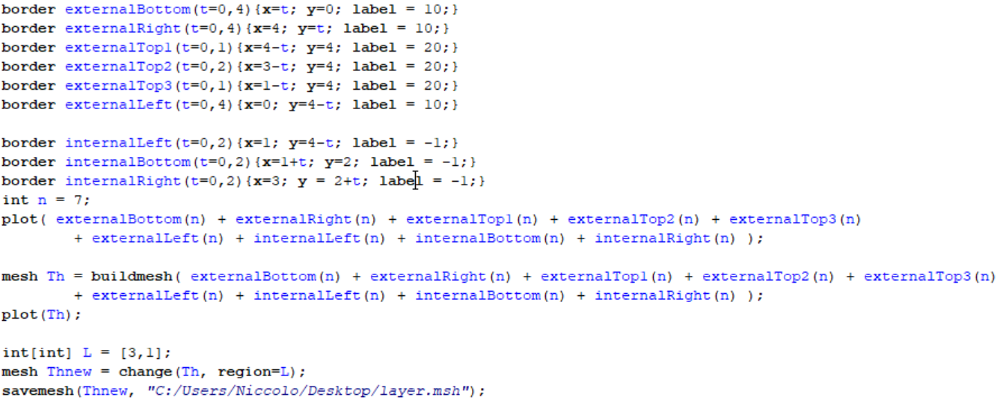 border externalBottom(t=0,4){x=t; y=0; label = 10;}
border externalRight(t=0,4){x=4; y=t; label = 10;}
border externalTop1(t=0,1){x=4-t; y=4; label = 20;}
border externalTop2(t=0,2){x=3-t; y=4; label = 20;}
border externalTop3(t=0,1){x=1-t; y=4; label = 20;}
border externalLeft(t=0,4){x=0; y=4-t; label = 10;}
border internalLeft(t=0,2){x=1; y=4-t; label = -1;}
border internalBottom(t=0,2){x=1+t; y=2; label = -1;}
border internalRight(t=0,2){x=3; y = 2+t; label = -1;}
int n = 7;
plot( externalBottom(n) + externalRight(n) + externalTop1(n) + externalTop2(n) + externalTop3(n)
+ externalLeft(n) + internalLeft(n) + internalBottom(n) + internalRight(n) );
mesh Th = buildmesh( externalBottom(n) + externalRight(n) + externalTop1(n) + externalTop2(n) + externalTop3(n)
+ externalLeft(n) + internalLeft(n) + internalBottom(n) + internalRight(n) );
plot(Th);
int[int] L = [3,1];
mesh Thnew = change(Th, region=L);
savemesh(Thnew, "C:/Users/Niccolo/Desktop/layer.msh");